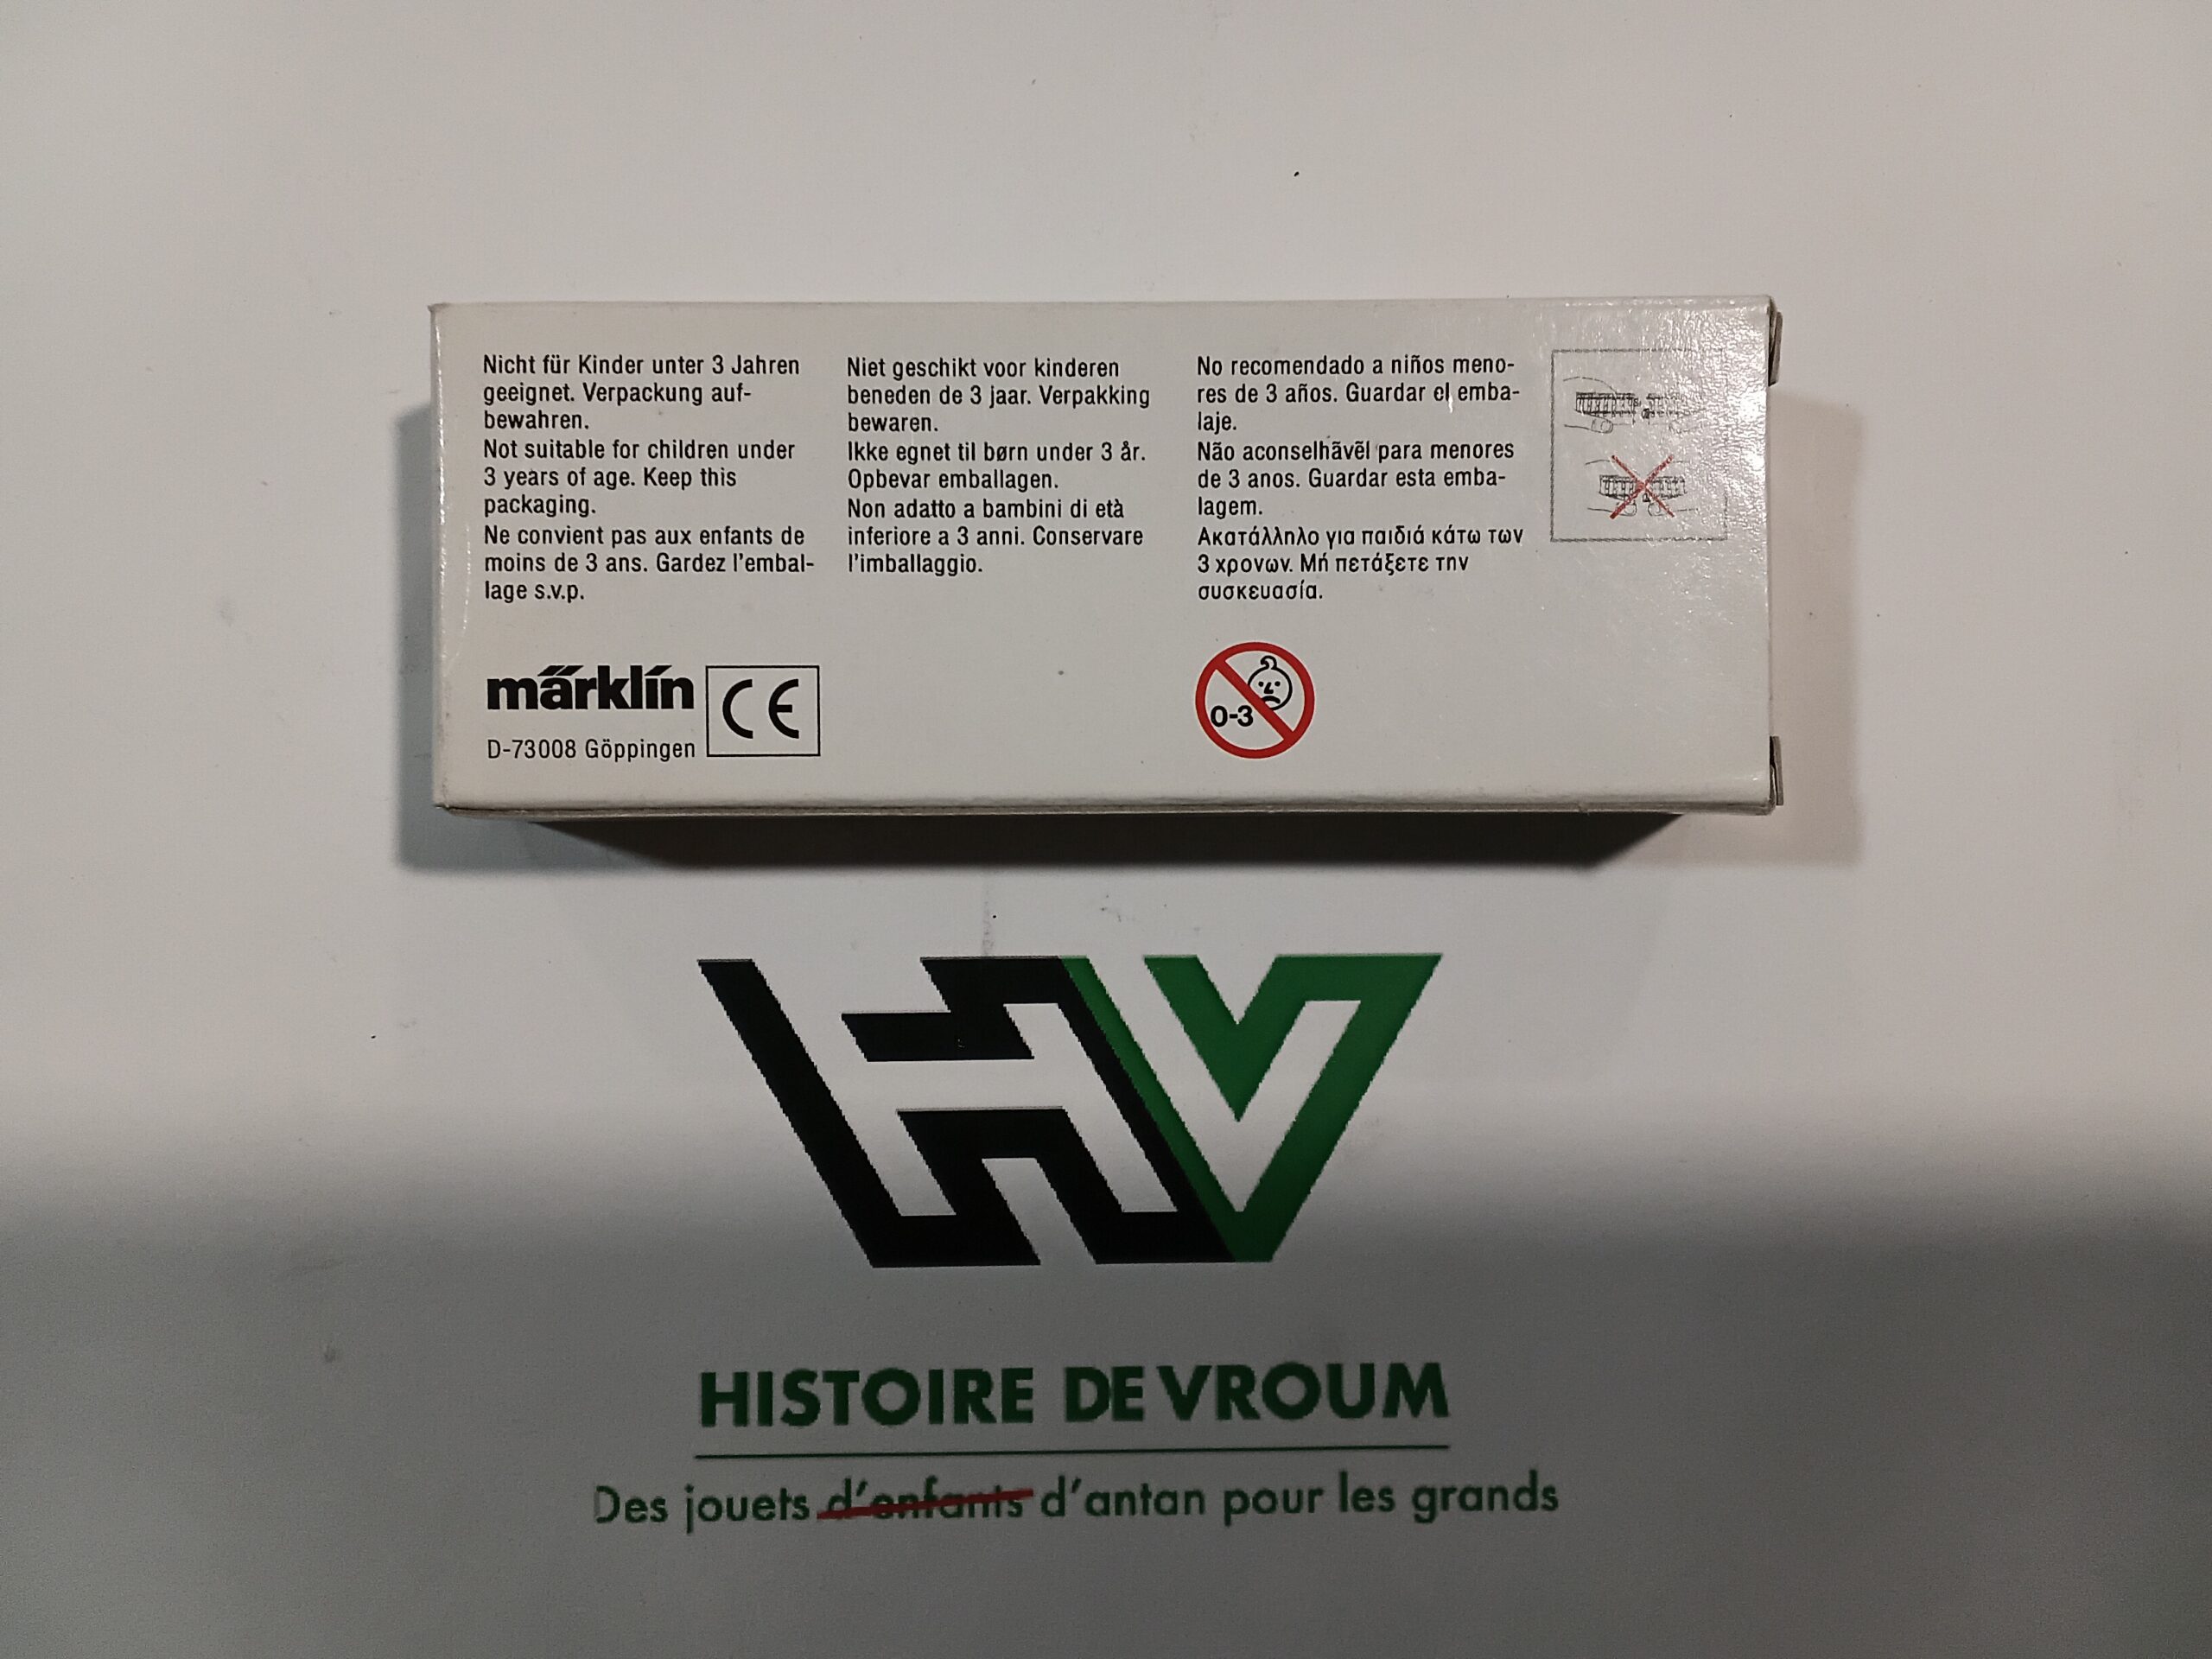 Nicht für Kinder unter 3 Jahren
geeignet. Verpackung auf-
bewahren.
Not suitable for children under
3 years of age. Keep this
packaging.
Ne convient pas aux enfants de
moins de 3 ans. Gardez l'embal-
lage s.v.p.
Niet geschikt voor kinderen
beneden de 3 jaar. Verpakking
bewaren.
Ikke egnet til børn under 3 år.
Opbevar emballagen.
Non adatto a bambini di età
inferiore a 3 anni. Conservare
l'imballaggio.
No recomendado a niños meno-
res de 3 años. Guardar el emba-
laje.
Não aconselhãvẽl para menores
de 3 anos. Guardar esta emba-
lagem.
Ακατάλληλο για παιδιά κάτω των
3 χρονων. Μή πετάξετε την
συσκευασία.
märklin
CE
D-73008 Göppingen
0-3
HV
HISTOIRE DE VROUM
Des jouets d'enfants d'antan pour les grands